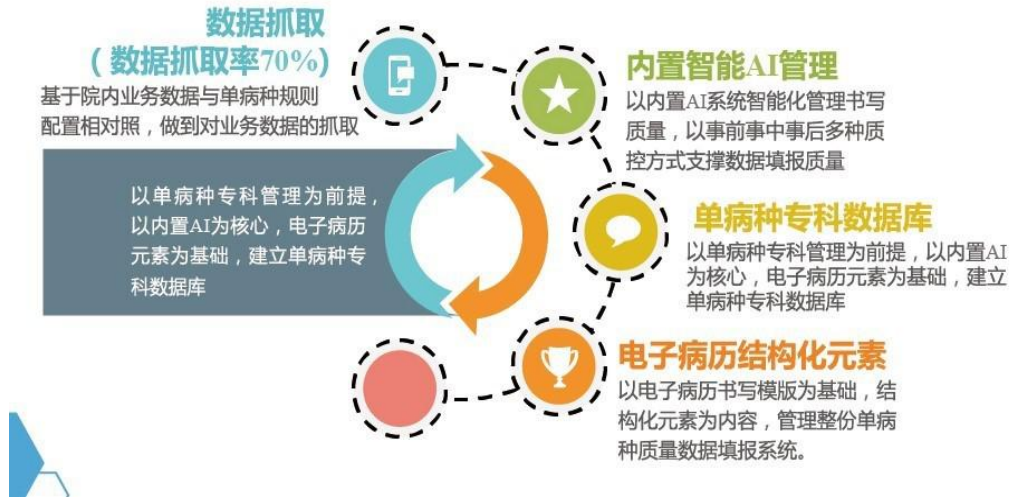 数据抓取
（数据抓取率70%）
基于院内业务数据与单病种规则
配置相对照，做到对业务数据的抓取
以单病种专科管理为前提，
以内置AI为核心，电子病历
元素为基础，建立单病种专
科数据库
内置智能AI管理
以内置AI系统智能化管理书写
质量，以事前事中事后多种质
控方式支撑数据填报质量
单病种专科数据库
以单病种专科管理为前提，以内置AI
为核心，电子病历元素为基础，建立
单病种专科数据库
电子病历结构化元素
以电子病历书写模版为基础，结
构化元素为内容，管理整份单病
种质量数据填报系统。